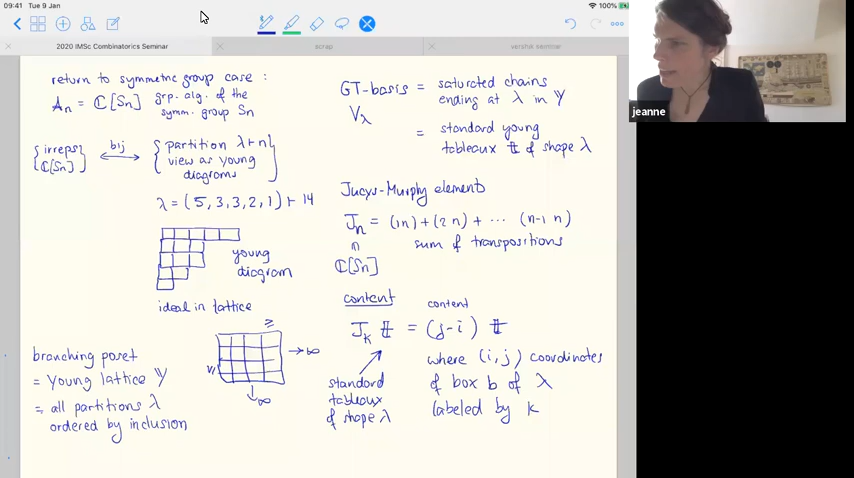 09:41 Tue 9 Jan
100%
2020 IMSc Combinatorics Seminar
scrap
vershik seminar
jeanne
return to symmetric group case :
An = ℂ[Sn] grp. alg. of the
symm. group Sn
{irreps ℂ[Sn]} bij ⟷ {partition λ ⊢ n
view as Young
diagrams}
λ = (5, 3, 3, 2, 1) ⊢ 14
young
diagram
ideal in lattice
≥
→ ∞
↓ ∞
branching poset
= Young lattice 𝕐
= all partitions λ
ordered by inclusion
GT-basis = saturated chains
Vλ ending at λ in 𝕐
= standard young
tableaux 𝕋 of shape λ
Jucys-Murphy element
Jn = (1n) + (2 n) + ⋯ (n-1 n)
sum of transpositions
ℂ[Sn]
content
content
Jk 𝕋 = (j-i) 𝕋
standard
tableaux
of shape λ
where (i, j) coordinates
of box b of λ
labeled by k